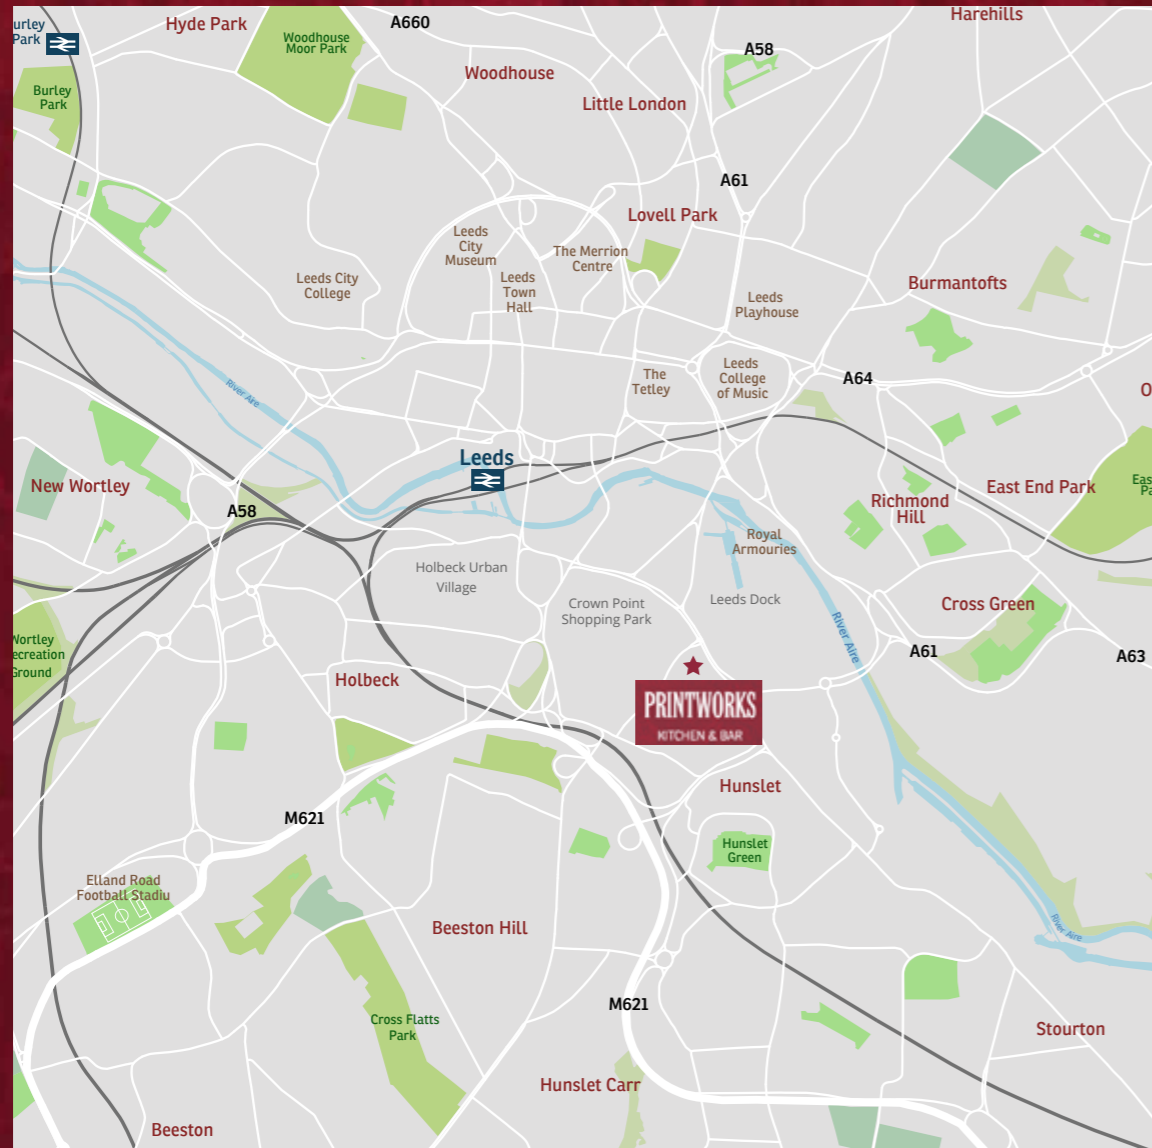 urley
Park
Hyde Park
A660
Harehills
Woodhouse
Moor Park
A58
Woodhouse
Burley
Park
Little London
A61
Lovell Park
Leeds
City
Museum
The Merrion
Centre
Leeds City
College
Leeds
Town
Hall
Burmantofts
Leeds
Playhouse
The
Tetley
Leeds
College
of Music
A64
O
River Aire
Leeds
New Wortley
A58
Richmond
Hill
East End Park
Eas
Pa
Royal
Armouries
Holbeck Urban
Village
Crown Point
Shopping Park
Leeds Dock
Cross Green
River Aire
A61
A63
Wortley
ecreation
Ground
Holbeck
PRINTWORKS
KITCHEN & BAR
Hunslet
M621
Hunslet
Green
Elland Road
Football Stadiu
Beeston Hill
River Aire
M621
Cross Flatts
Park
Stourton
Hunslet Carr
Beeston